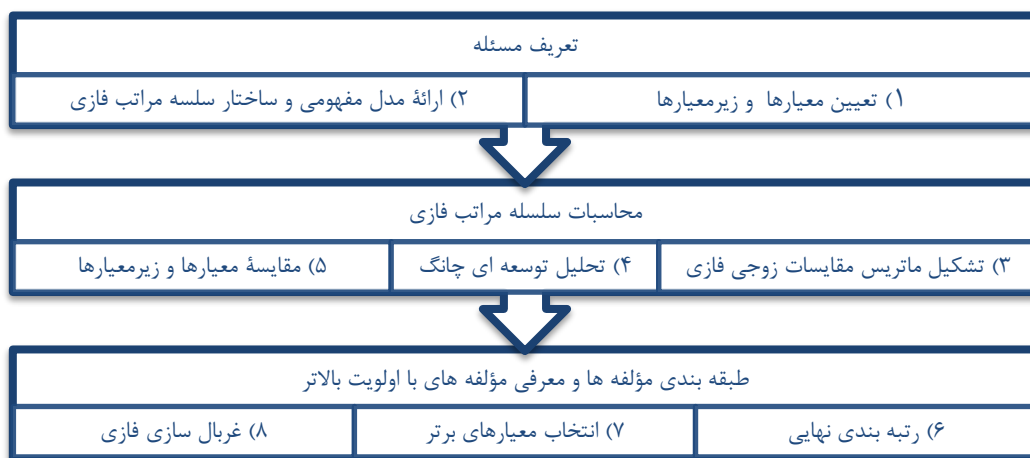 تعریف مسئله
۱) تعیین معیارها و زیرمعیارها
۲) ارائهٔ مدل مفهومی و ساختار سلسه مراتب فازی
محاسبات سلسله مراتب فازی
۳) تشکیل ماتریس مقایسات زوجی فازی
۴) تحلیل توسعه ای چانگ
۵) مقایسهٔ معیارها و زیرمعیارها
طبقه بندی مؤلفه ها و معرفی مؤلفه های با اولویت بالاتر
۶) رتبه بندی نهایی
۷) انتخاب معیارهای برتر
۸) غربال سازی فازی